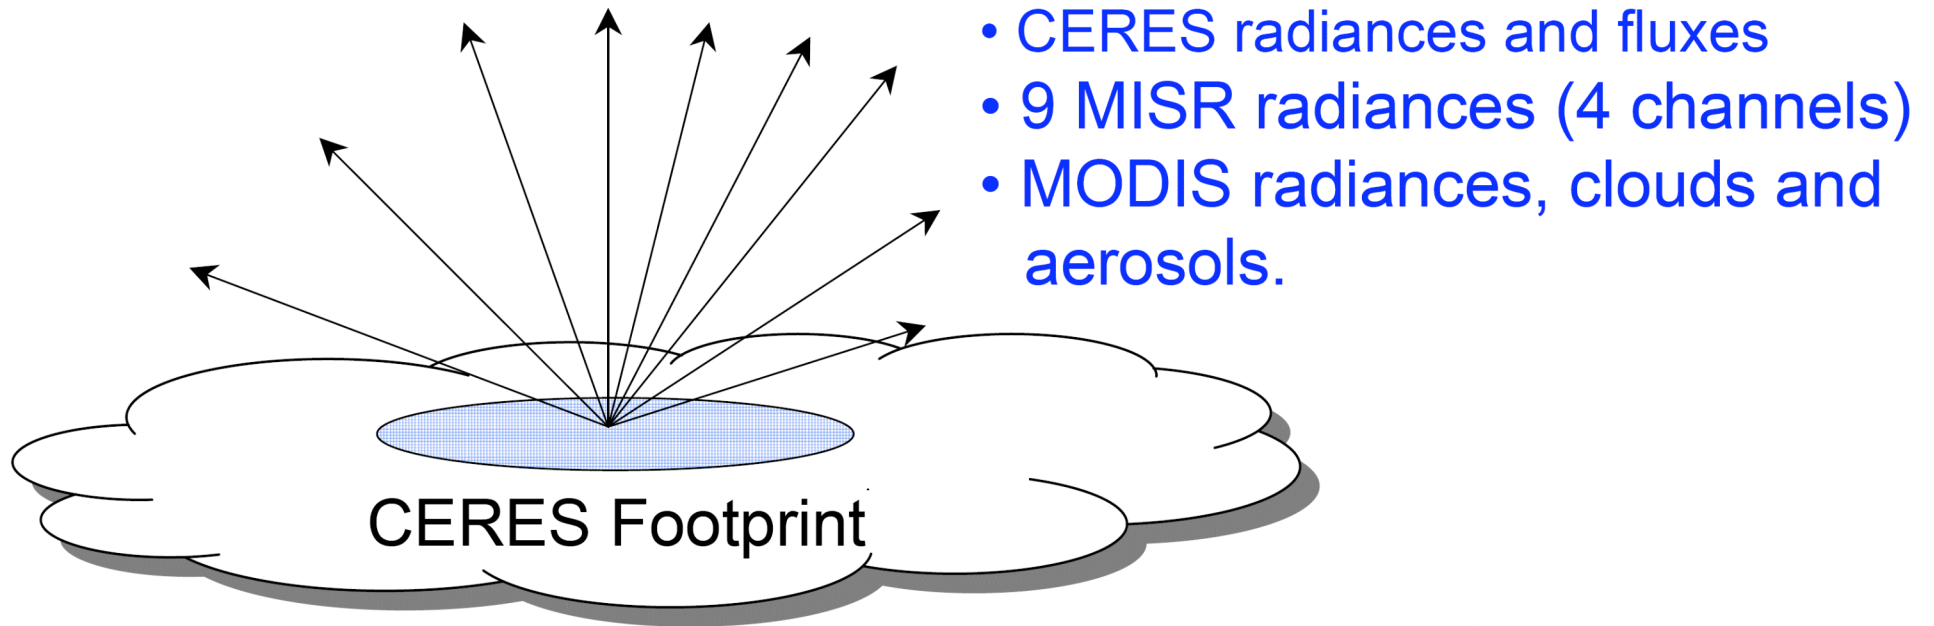 • CERES radiances and fluxes
• 9 MISR radiances (4 channels)
• MODIS radiances, clouds and
aerosols.
CERES Footprint